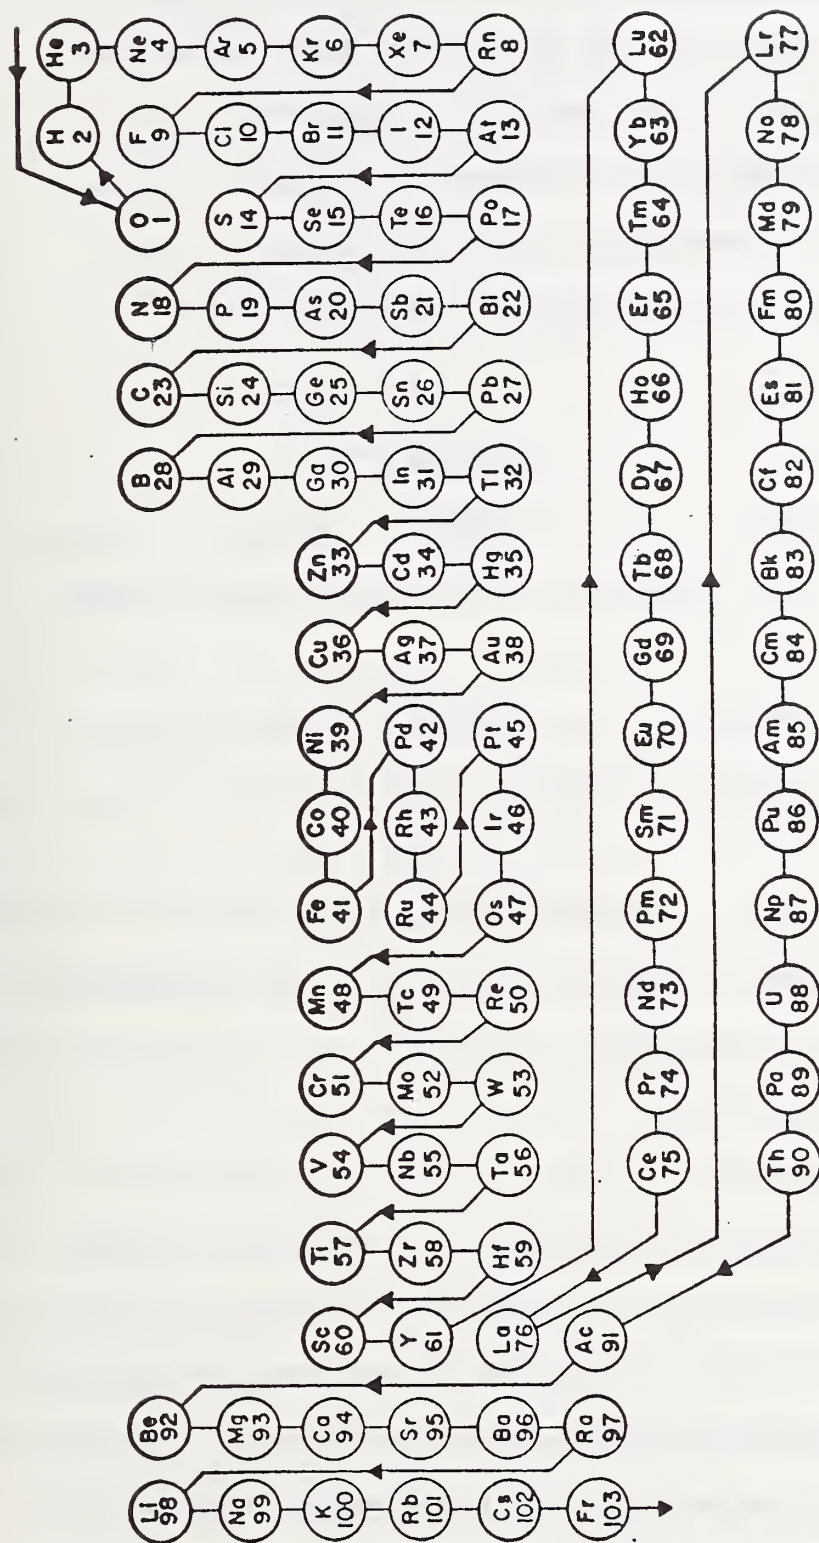 O
1
H
2
He
3
Ne
4
Ar
5
Kr
6
Xe
7
Rn
8
F
9
Cl
10
Br
11
I
12
At
13
S
14
Se
15
Te
16
Po
17
N
18
P
19
As
20
Sb
21
Bi
22
C
23
Si
24
Ge
25
Sn
26
Pb
27
B
28
Al
29
Ga
30
In
31
Tl
32
Zn
33
Cd
34
Hg
35
Cu
36
Ag
37
Au
38
Ni
39
Co
40
Fe
41
Pd
42
Rh
43
Ru
44
Pt
45
Ir
46
Os
47
Mn
48
Tc
49
Re
50
Cr
51
Mo
52
W
53
V
54
Nb
55
Ta
56
Ti
57
Zr
58
Hf
59
Sc
60
Y
61
Lu
62
Yb
63
Tm
64
Er
65
Ho
66
Dy
67
Tb
68
Gd
69
Eu
70
Sm
71
Pm
72
Nd
73
Pr
74
Ce
75
La
76
Lr
77
No
78
Md
79
Fm
80
Es
81
Cf
82
Bk
83
Cm
84
Am
85
Pu
86
Np
87
U
88
Pa
89
Th
90
Ac
91
Be
92
Mg
93
Ca
94
Sr
95
Ba
96
Ra
97
Li
98
Na
99
K
100
Rb
101
Cs
102
Fr
103